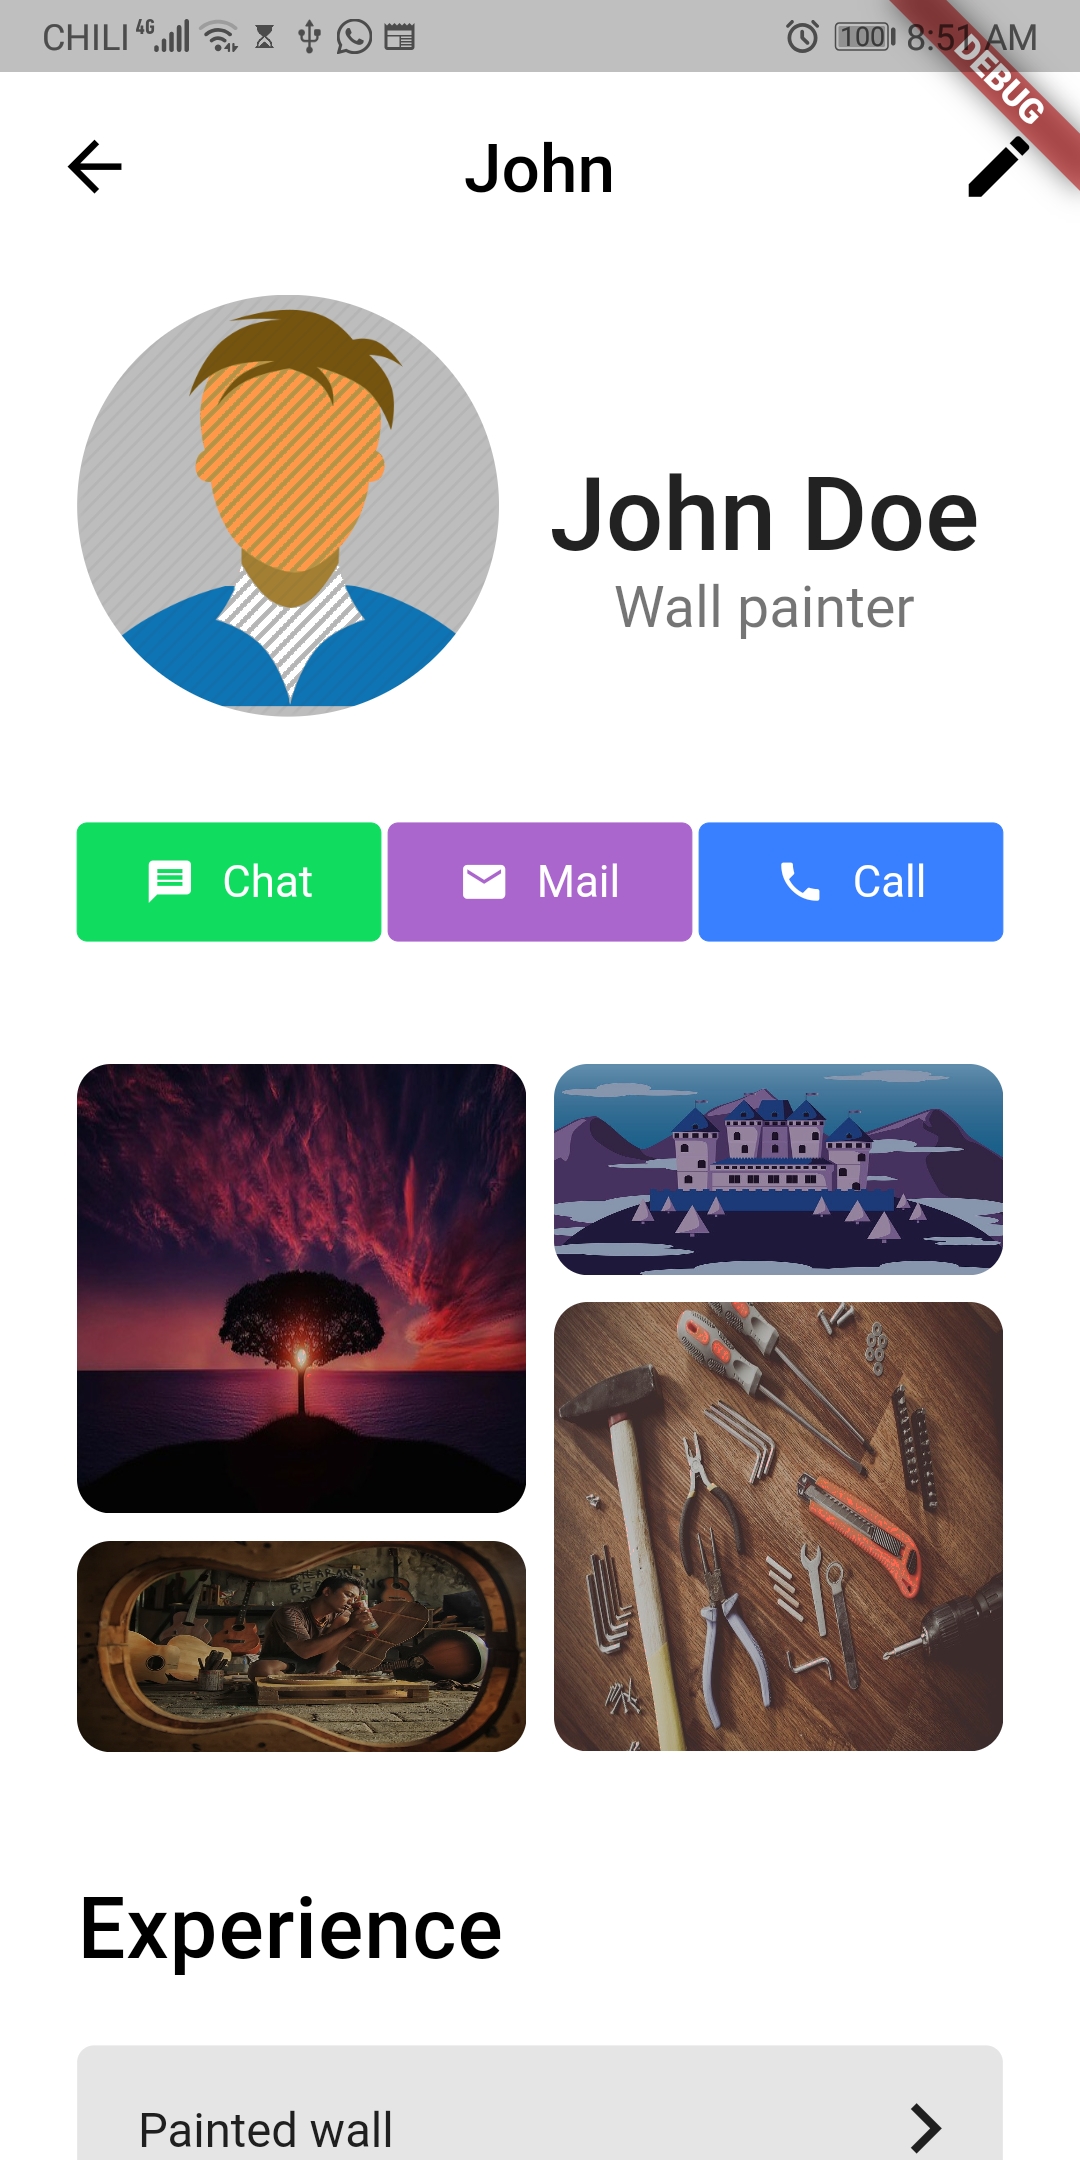 CHILI 4G 100 8:51 AM
DEBUG
John
John Doe
Wall painter
Chat Mail Call
Experience
Painted wall